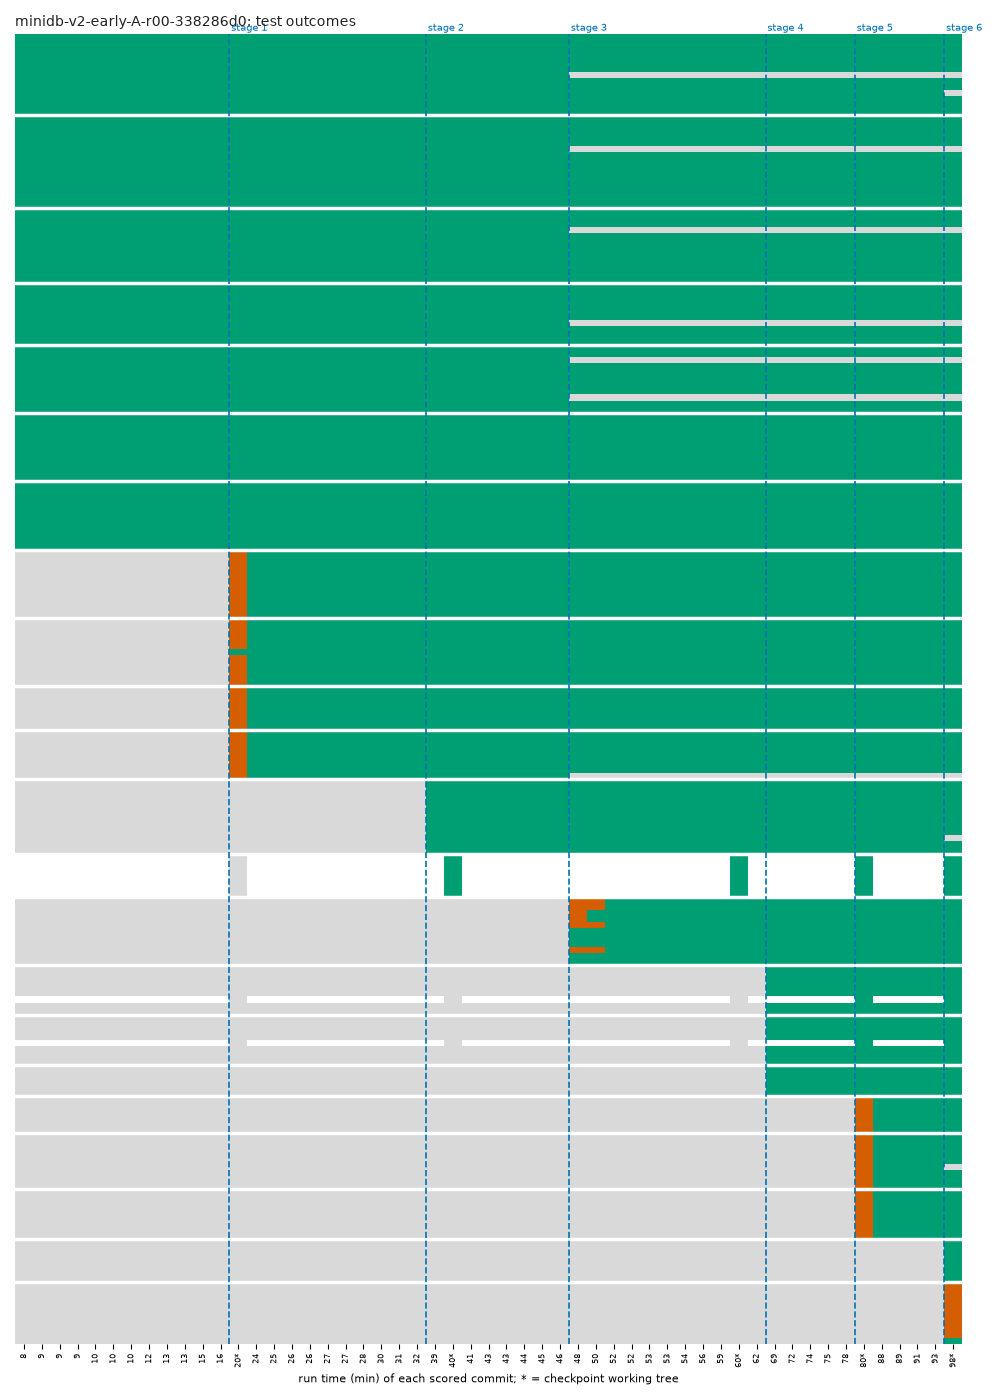 minidb-v2-early-A-r00-338286d0: test outcomes
stage 1 stage 2 stage 3 stage 4 stage 5 stage 6
8 9 9 9 10 10 10 12 13 13 15 16 20* 24 25 26 26 27 27 28 30 31 32 39 40* 41 43 43 44 45 46 48 50 52 52 53 53 54 54 56 59 60* 62 69 72 74 75 78 80* 88 89 91 93 98*
run time (min) of each scored commit; * = checkpoint working tree